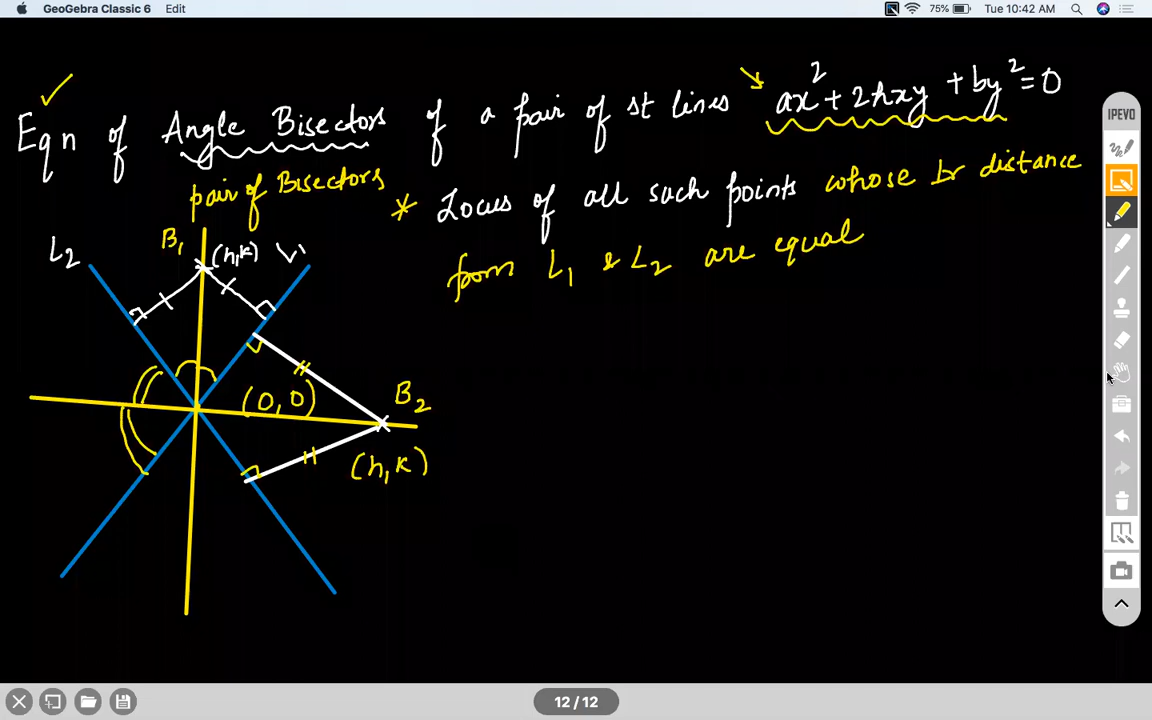 GeoGebra Classic 6 Edit 75% Tue 10:42 AM
Eqn of Angle Bisectors of a pair of st lines ax² + 2hxy + by² = 0
pair of Bisectors
* Locus of all such points whose ⊥r distance
from L₁ & L₂ are equal
L₂ B₁ (h,k) L₁
(0,0) B₂
(h,k)
IPEVO
12 / 12